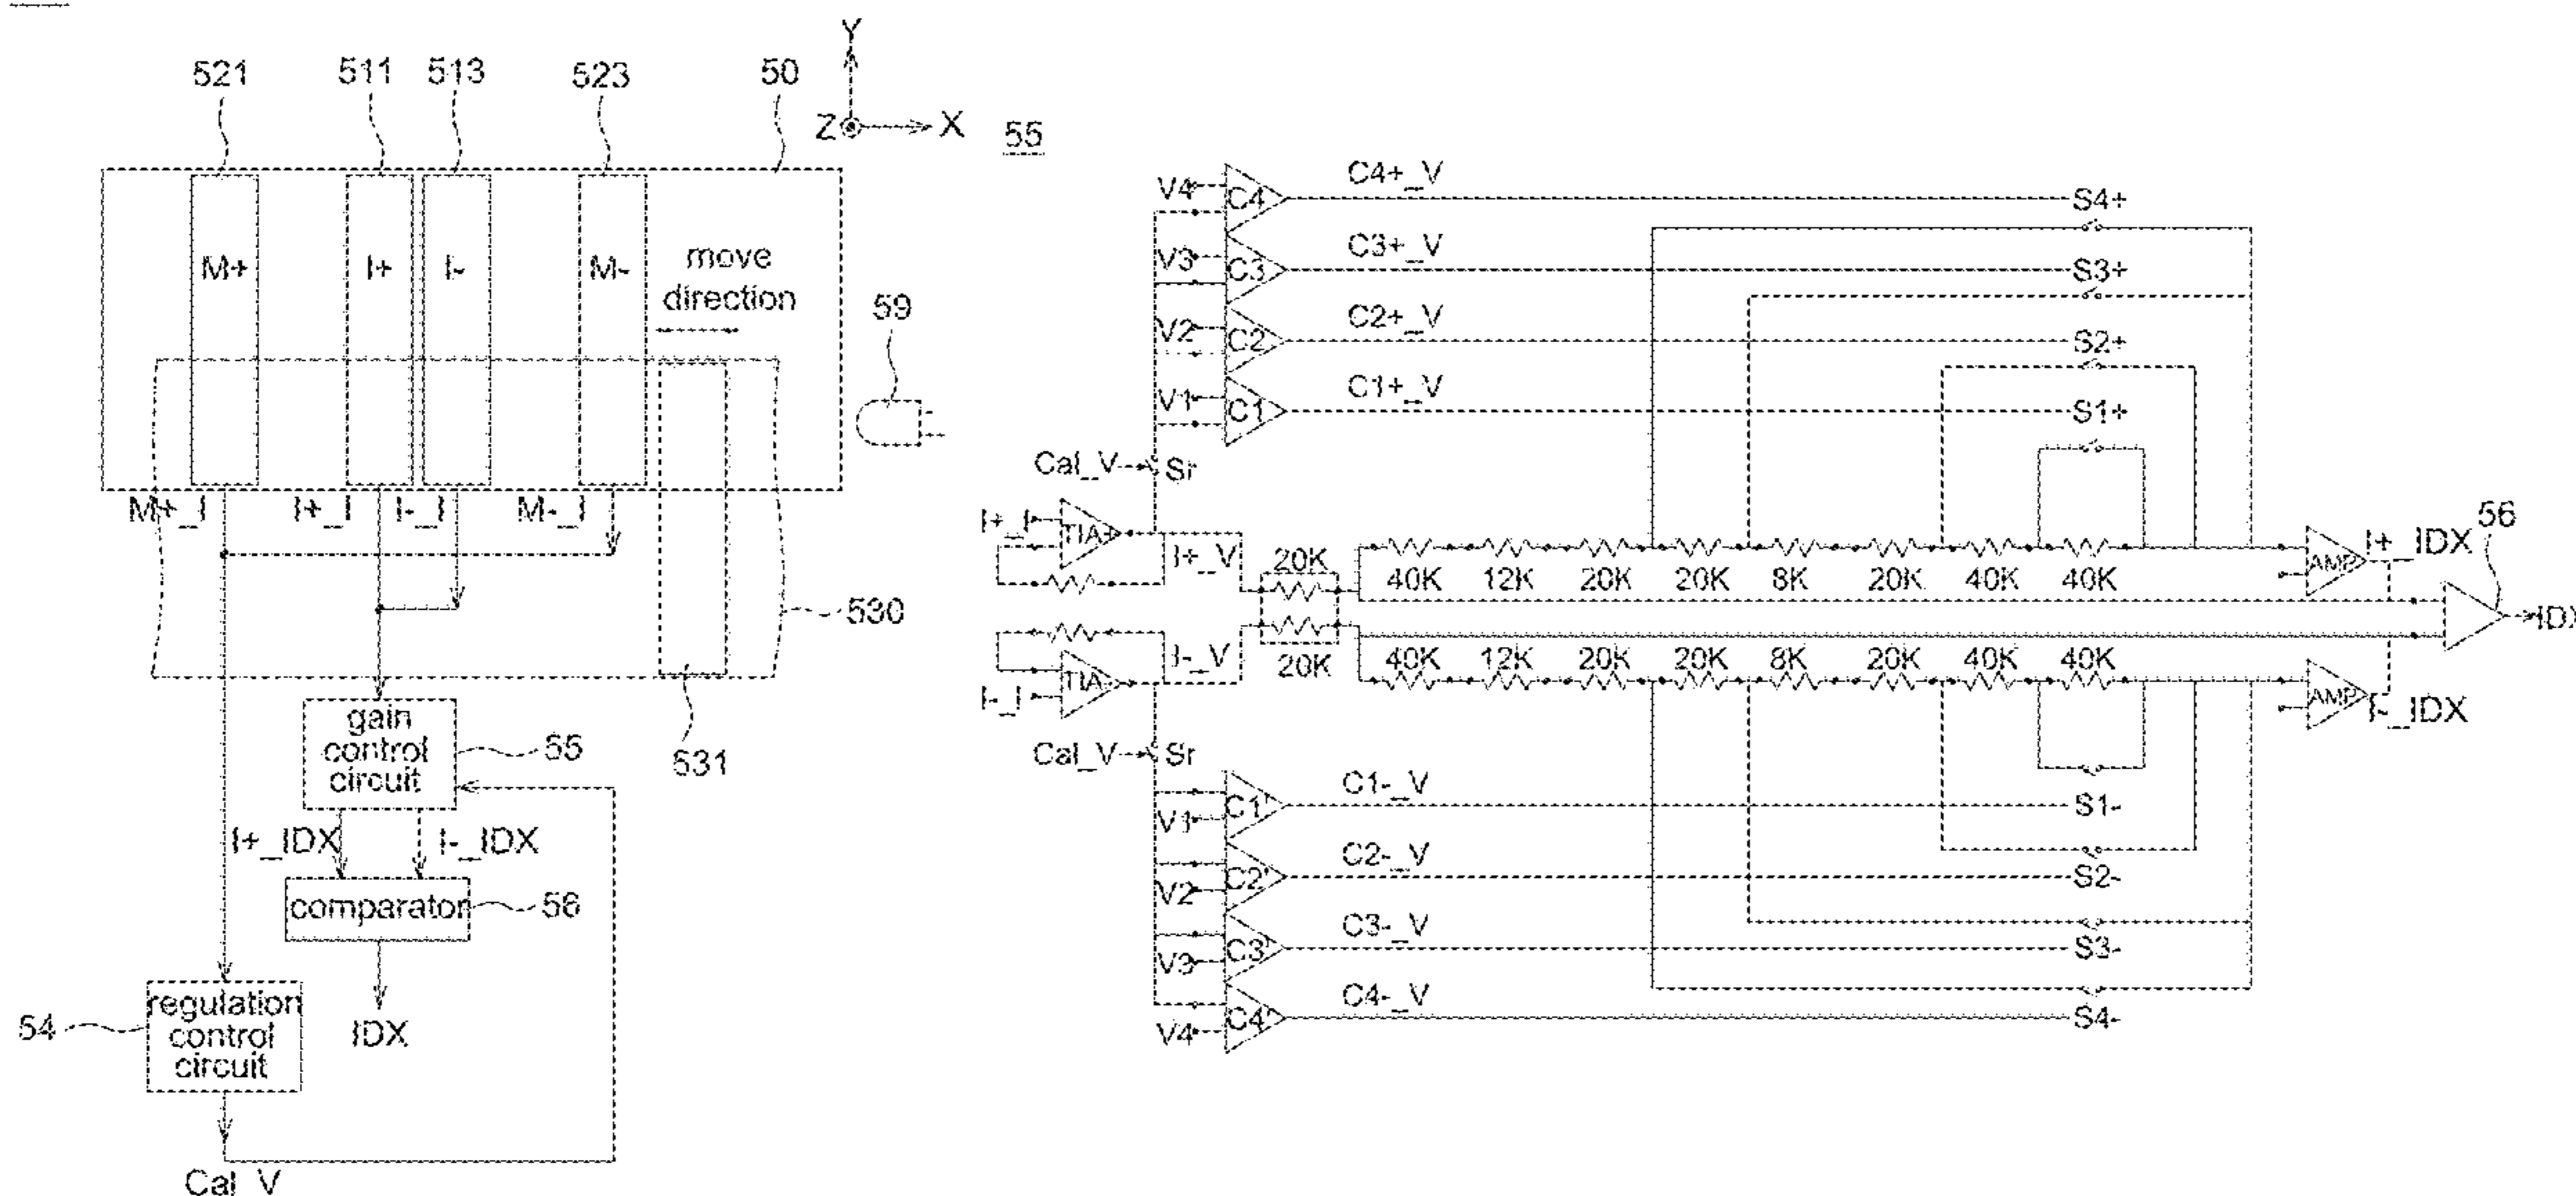 Y
521 511 513 523 50
Z X
M+ I+ I- M-
move
direction
59
M+_I I+_I I-_I M-_I
530
531
gain
control
circuit
55
I+_IDX I-_IDX
comparator
56
regulation
control
circuit
54
IDX
Cal_V
55
V4 C4 C4+_V S4+
V3 C3 C3+_V S3+
V2 C2 C2+_V S2+
V1 C1 C1+_V S1+
Cal_V Sr
I+_I TIA+ I+_V
20K
40K 12K 20K 20K 8K 20K 40K 40K
AMP I+_IDX
56
IDX
I-_I TIA- I-_V
20K
40K 12K 20K 20K 8K 20K 40K 40K
AMP I-_IDX
Cal_V Sr
V1 C1' C1-_V S1-
V2 C2' C2-_V S2-
V3 C3' C3-_V S3-
V4 C4' C4-_V S4-